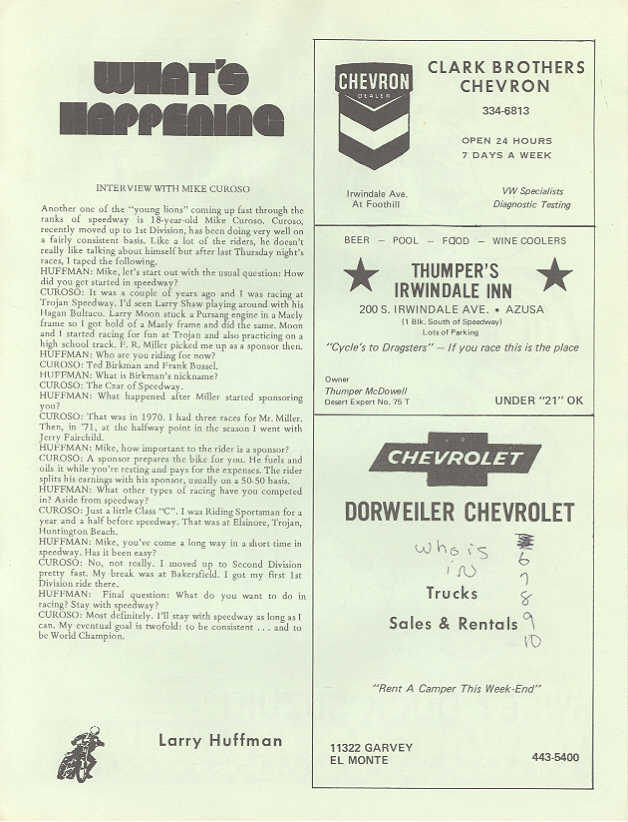 WHAT'S
HAPPENING
INTERVIEW WITH MIKE CUROSO
Another one of the "young lions" coming up fast through the
ranks of speedway is 18-year-old Mike Curoso. Curoso,
recently moved up to 1st Division, has been doing very well on
a fairly consistent basis. Like a lot of the riders, he doesn't
really like talking about himself but after last Thursday night's
races, I taped the following.
HUFFMAN: Mike, let's start out with the usual question: How
did you get started in speedway?
CUROSO: It was a couple of years ago and I was racing at
Trojan Speedway. I'd seen Larry Shaw playing around with his
Hagan Bultaco. Larry Moon stuck a Pursang engine in a Maely
frame so I got hold of a Maely frame and did the same. Moon
and I started racing for fun at Trojan and also practicing on a
high school track. F. R. Miller picked me up as a sponsor then.
HUFFMAN: Who are you riding for now?
CUROSO: Ted Birkman and Frank Bussel.
HUFFMAN: What is Birkman's nickname?
CUROSO: The Czar of Speedway.
HUFFMAN: What happened after Miller started sponsoring
you?
CUROSO: That was in 1970. I had three races for Mr. Miller.
Then, in '71, at the halfway point in the season I went with
Jerry Fairchild.
HUFFMAN: Mike, how important to the rider is a sponsor?
CUROSO: A sponsor prepares the bike for you. He fuels and
oils it while you're resting and pays for the expenses. The rider
splits his earnings with his sponsor, usually on a 50-50 basis.
HUFFMAN: What other types of racing have you competed
in? Aside from speedway?
CUROSO: Just a little Class "C". I was Riding Sportsman for a
year and a half before speedway. That was at Elsinore, Trojan,
Huntington Beach.
HUFFMAN: Mike, you've come a long way in a short time in
speedway. Has it been easy?
CUROSO: No, not really. I moved up to Second Division
pretty fast. My break was at Bakersfield. I got my first 1st
Division ride there.
HUFFMAN: Final question: What do you want to do in
racing? Stay with speedway?
CUROSO: Most definitely. I'll stay with speedway as long as I
can. My eventual goal is twofold: to be consistent . . . and to
be World Champion.
Larry Huffman
CHEVRON
DEALER
CLARK BROTHERS
CHEVRON
334-6813
OPEN 24 HOURS
7 DAYS A WEEK
Irwindale Ave.
At Foothill
VW Specialists
Diagnostic Testing
BEER – POOL – FOOD – WINE COOLERS
THUMPER'S
IRWINDALE INN
200 S. IRWINDALE AVE. • AZUSA
(1 Blk. South of Speedway)
Lots of Parking
"Cycle's to Dragsters" – If you race this is the place
Owner
Thumper McDowell
Desert Expert No. 75 T
UNDER "21" OK
CHEVROLET
DORWEILER CHEVROLET
who is
in
6
7
8
9
10
Trucks
Sales & Rentals
"Rent A Camper This Week-End"
11322 GARVEY
EL MONTE
443-5400